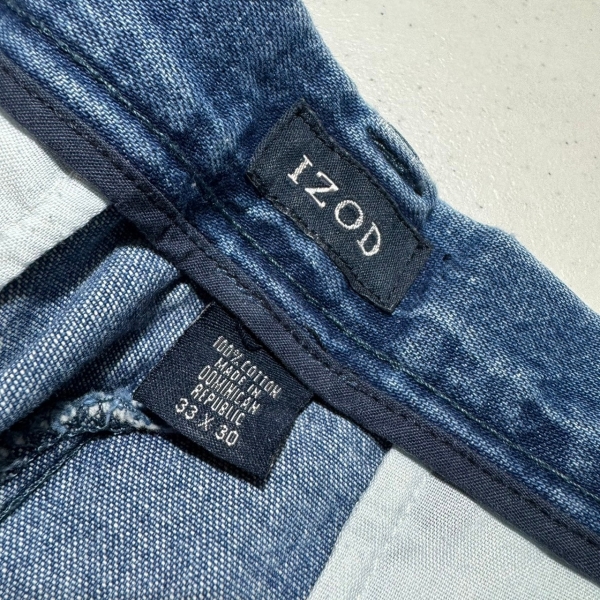 IZOD
100% COTTON
MADE IN
DOMINICAN
REPUBLIC
33 X 30